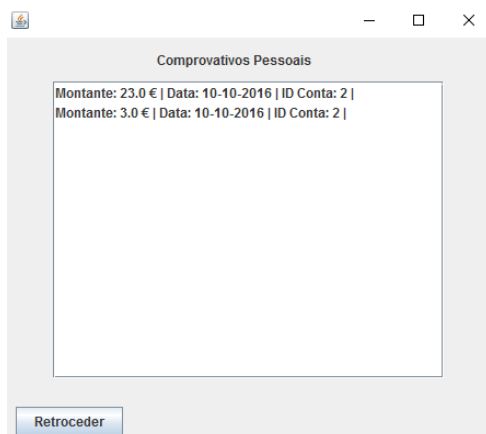 Comprovativos Pessoais
Montante: 23.0 € | Data: 10-10-2016 | ID Conta: 2 |
Montante: 3.0 € | Data: 10-10-2016 | ID Conta: 2 |
Retroceder